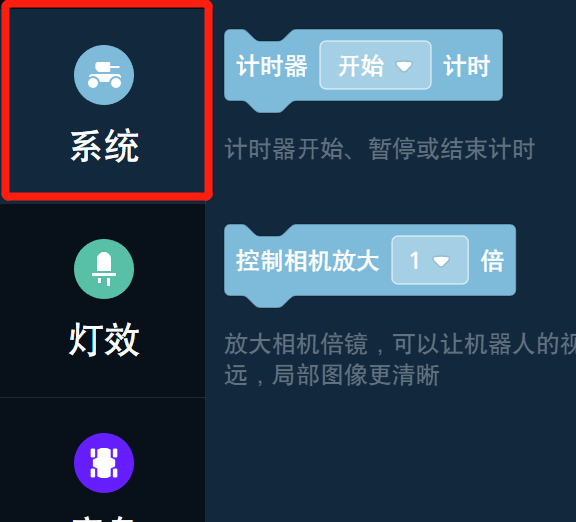 系统
计时器 开始 计时
计时器开始、暂停或结束计时
灯效
控制相机放大 1 倍
放大相机倍镜，可以让机器人的视
远，局部图像更清晰